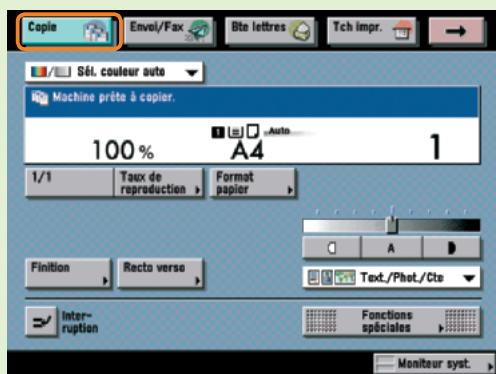 Copie
Envoi/Fax
Bte lettres
Tch impr.
Sél. couleur auto
Machine prête à copier.
100 %
1
Auto
A4
1
1/1
Taux de reproduction
Format papier
A
Finition
Recto verso
Text./Phot./Cte
Inter-
ruption
Fonctions
spéciales
Moniteur syst.